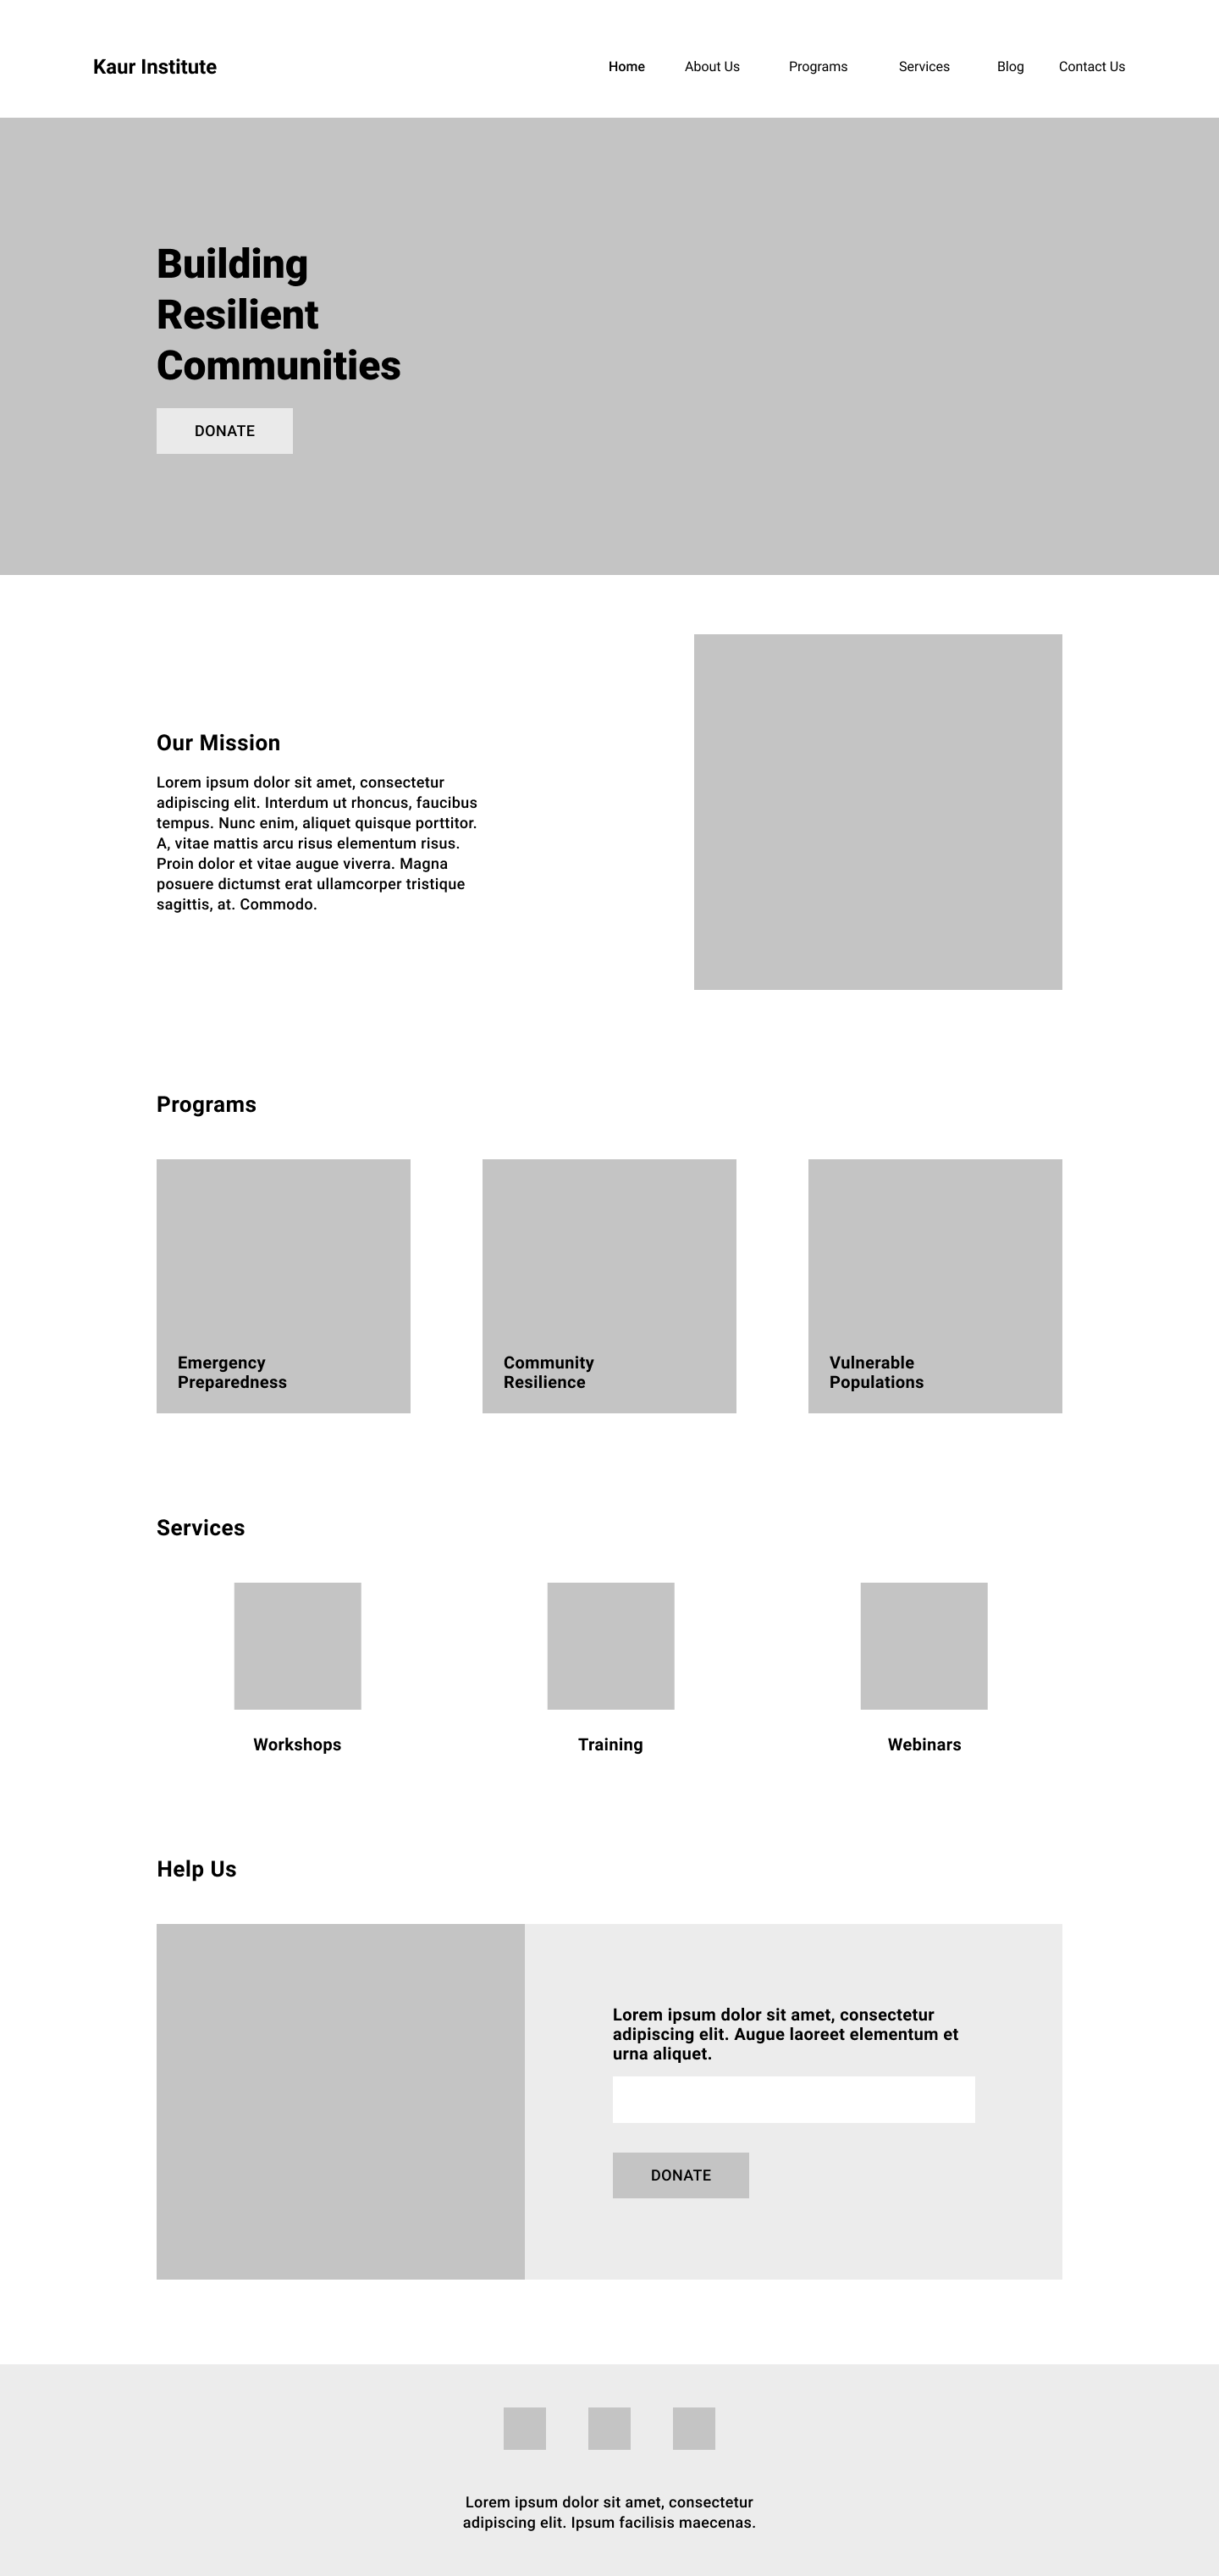 Kaur Institute
Home About Us Programs Services Blog Contact Us
Building
Resilient
Communities
DONATE
Our Mission
Lorem ipsum dolor sit amet, consectetur
adipiscing elit. Interdum ut rhoncus, faucibus
tempus. Nunc enim, aliquet quisque porttitor.
A, vitae mattis arcu risus elementum risus.
Proin dolor et vitae augue viverra. Magna
posuere dictumst erat ullamcorper tristique
sagittis, at. Commodo.
Programs
Emergency
Preparedness
Community
Resilience
Vulnerable
Populations
Services
Workshops
Training
Webinars
Help Us
Lorem ipsum dolor sit amet, consectetur
adipiscing elit. Augue laoreet elementum et
urna aliquet.
DONATE
Lorem ipsum dolor sit amet, consectetur
adipiscing elit. Ipsum facilisis maecenas.